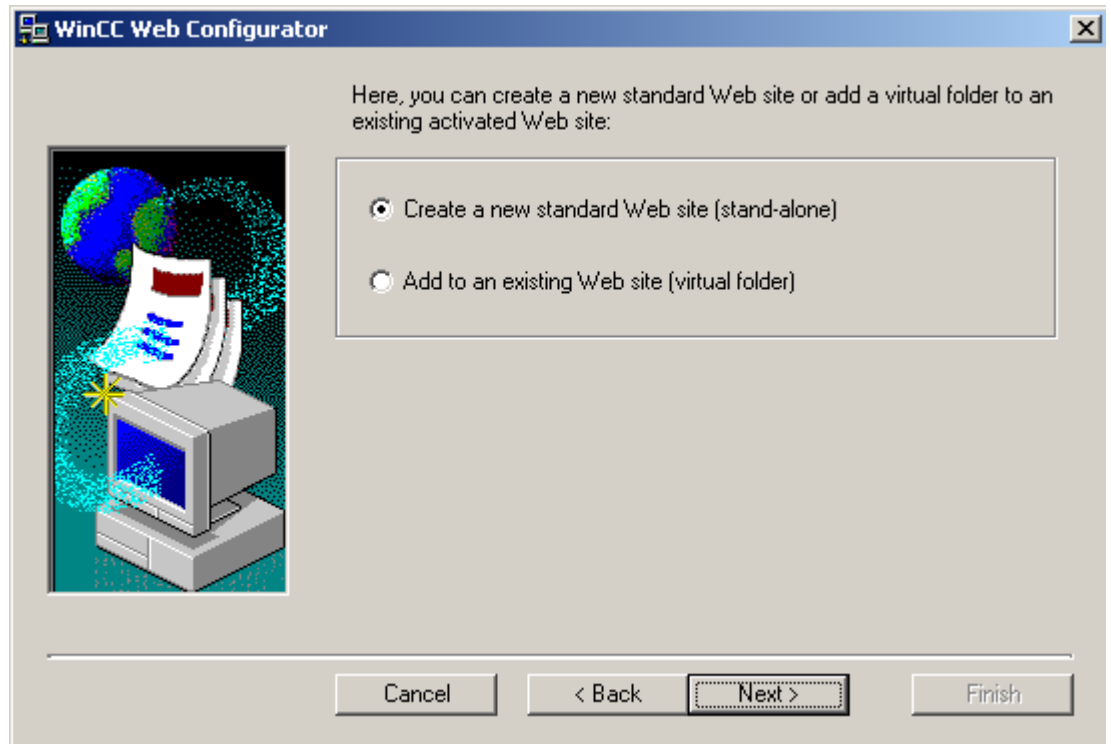 WinCC Web Configurator
Here, you can create a new standard Web site or add a virtual folder to an
existing activated Web site:
Create a new standard Web site (stand-alone)
Add to an existing Web site (virtual folder)
Cancel
< Back
Next >
Finish